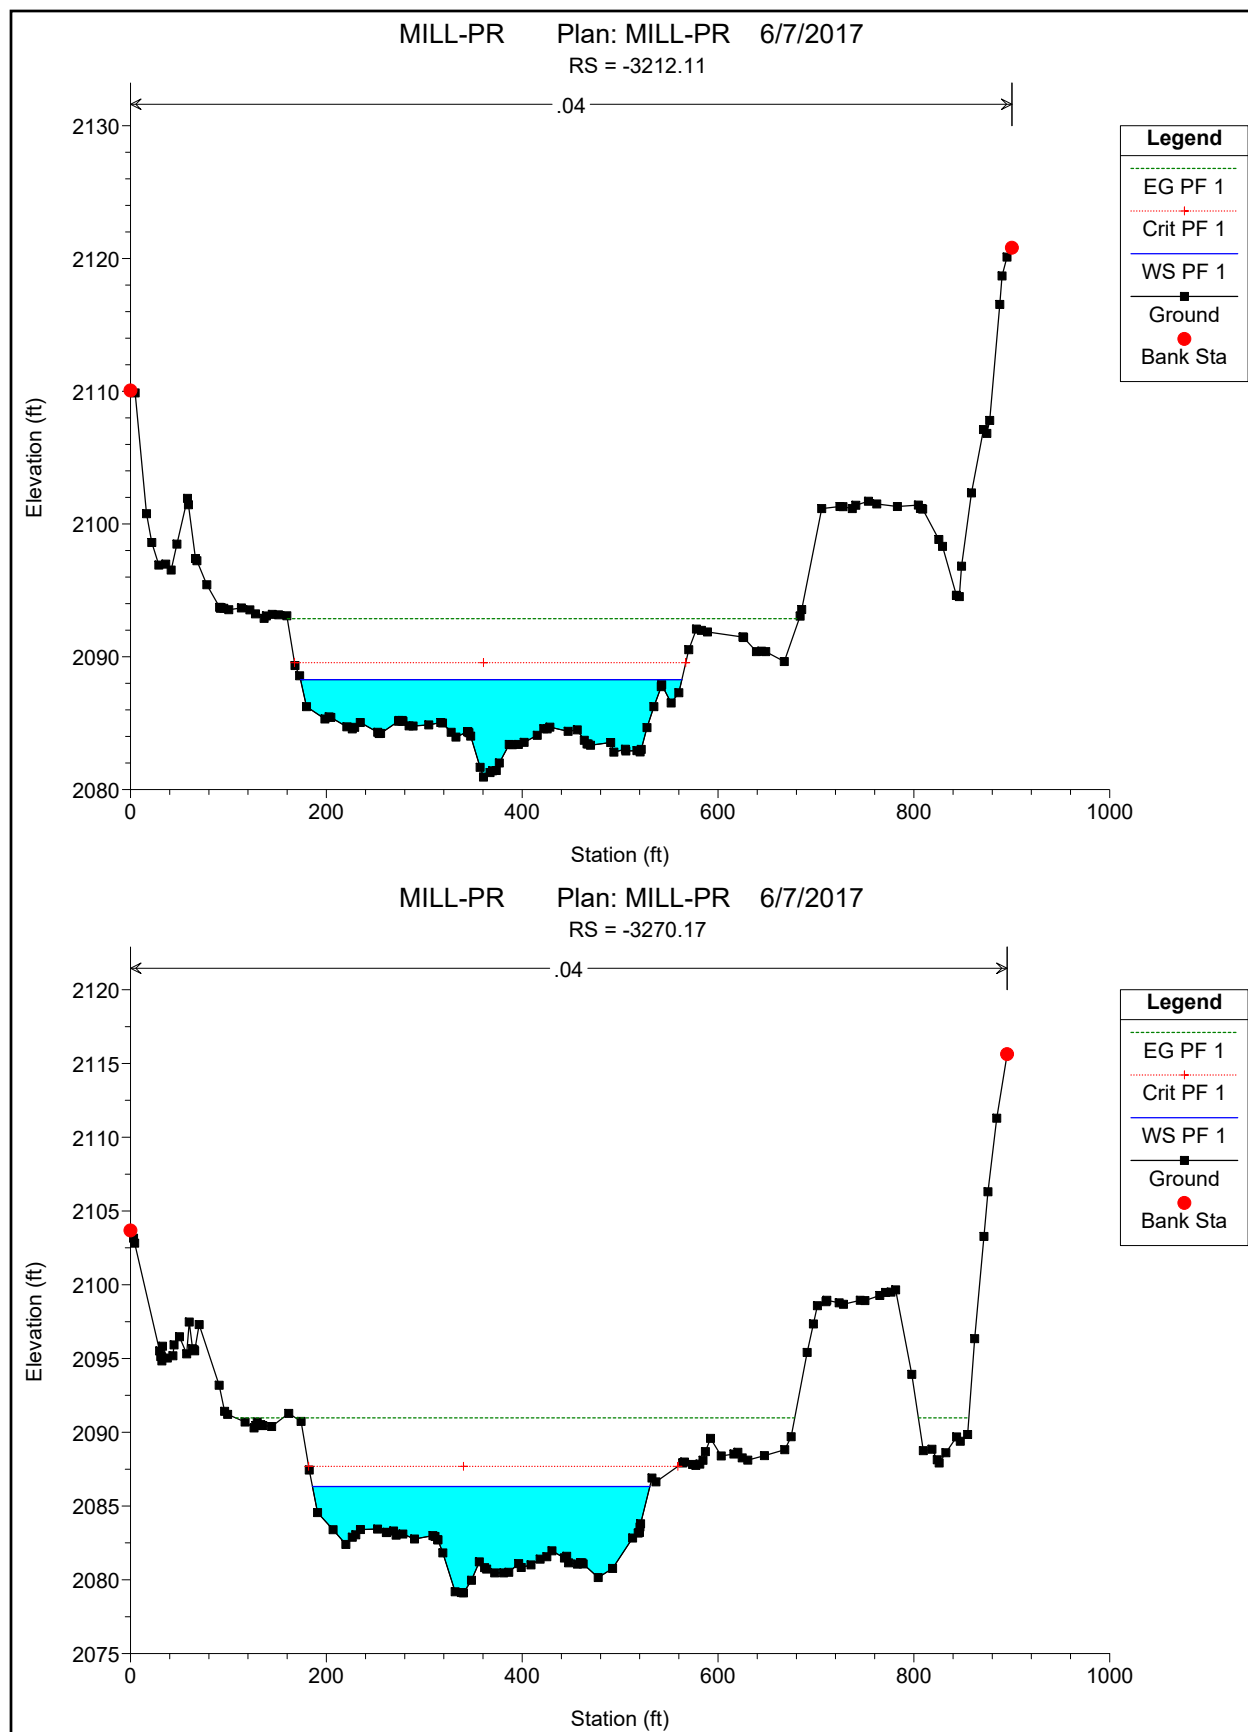 MILL-PR Plan: MILL-PR 6/7/2017
RS = -3212.11
.04
2130
2120
2110
2100
2090
2080
0 200 400 600 800 1000
Elevation (ft)
Station (ft)
Legend
EG PF 1
Crit PF 1
WS PF 1
Ground
Bank Sta
MILL-PR Plan: MILL-PR 6/7/2017
RS = -3270.17
.04
2120
2115
2110
2105
2100
2095
2090
2085
2080
2075
0 200 400 600 800 1000
Elevation (ft)
Station (ft)
Legend
EG PF 1
Crit PF 1
WS PF 1
Ground
Bank Sta